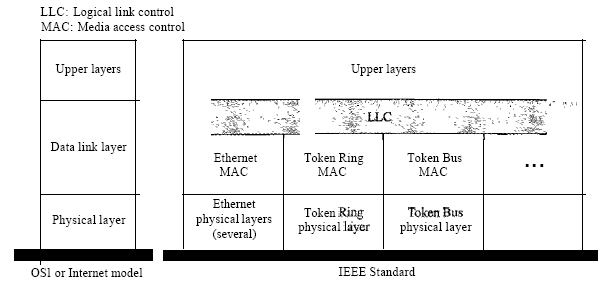 LLC: Logical link control
MAC: Media access control
Upper layers
Upper layers
LLC
Data link layer
Ethernet
MAC
Token Ring
MAC
Token Bus
MAC
...
Physical layer
Ethernet
physical layers
(several)
Token Ring
physical layer
Token Bus
physical layer
OS1 or Internet model
IEEE Standard